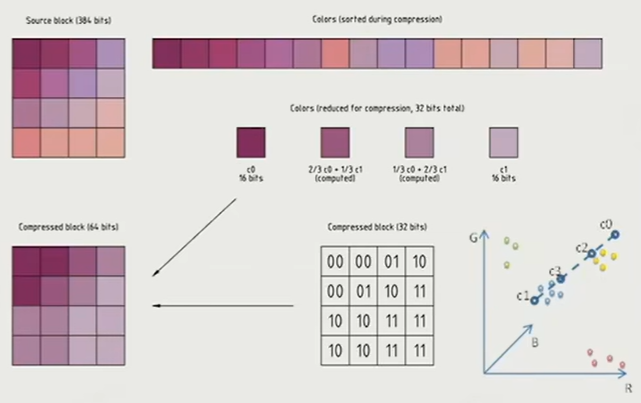 Source block (384 bits)
Colors (sorted during compression)
Colors (reduced for compression, 32 bits total)
c0
16 bits
2/3 c0 + 1/3 c1
(computed)
1/3 c0 + 2/3 c1
(computed)
c1
16 bits
Compressed block (64 bits)
Compressed block (32 bits)
00 00 01 10
00 01 10 11
10 10 11 11
10 10 11 11
G
c0
c2
c3
c1
B
R